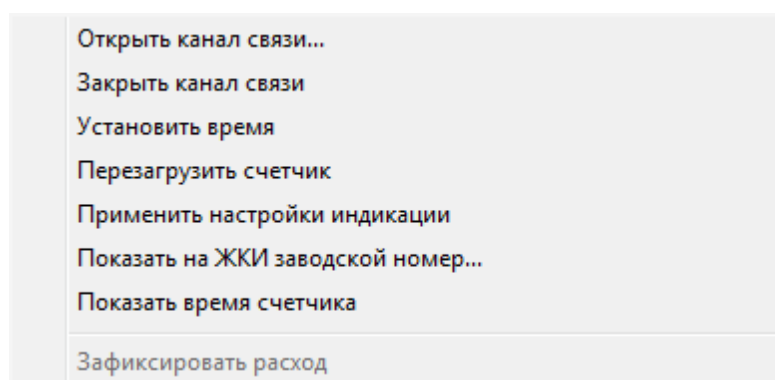 Открыть канал связи...
Закрыть канал связи
Установить время
Перезагрузить счетчик
Применить настройки индикации
Показать на ЖКИ заводской номер...
Показать время счетчика
Зафиксировать расход